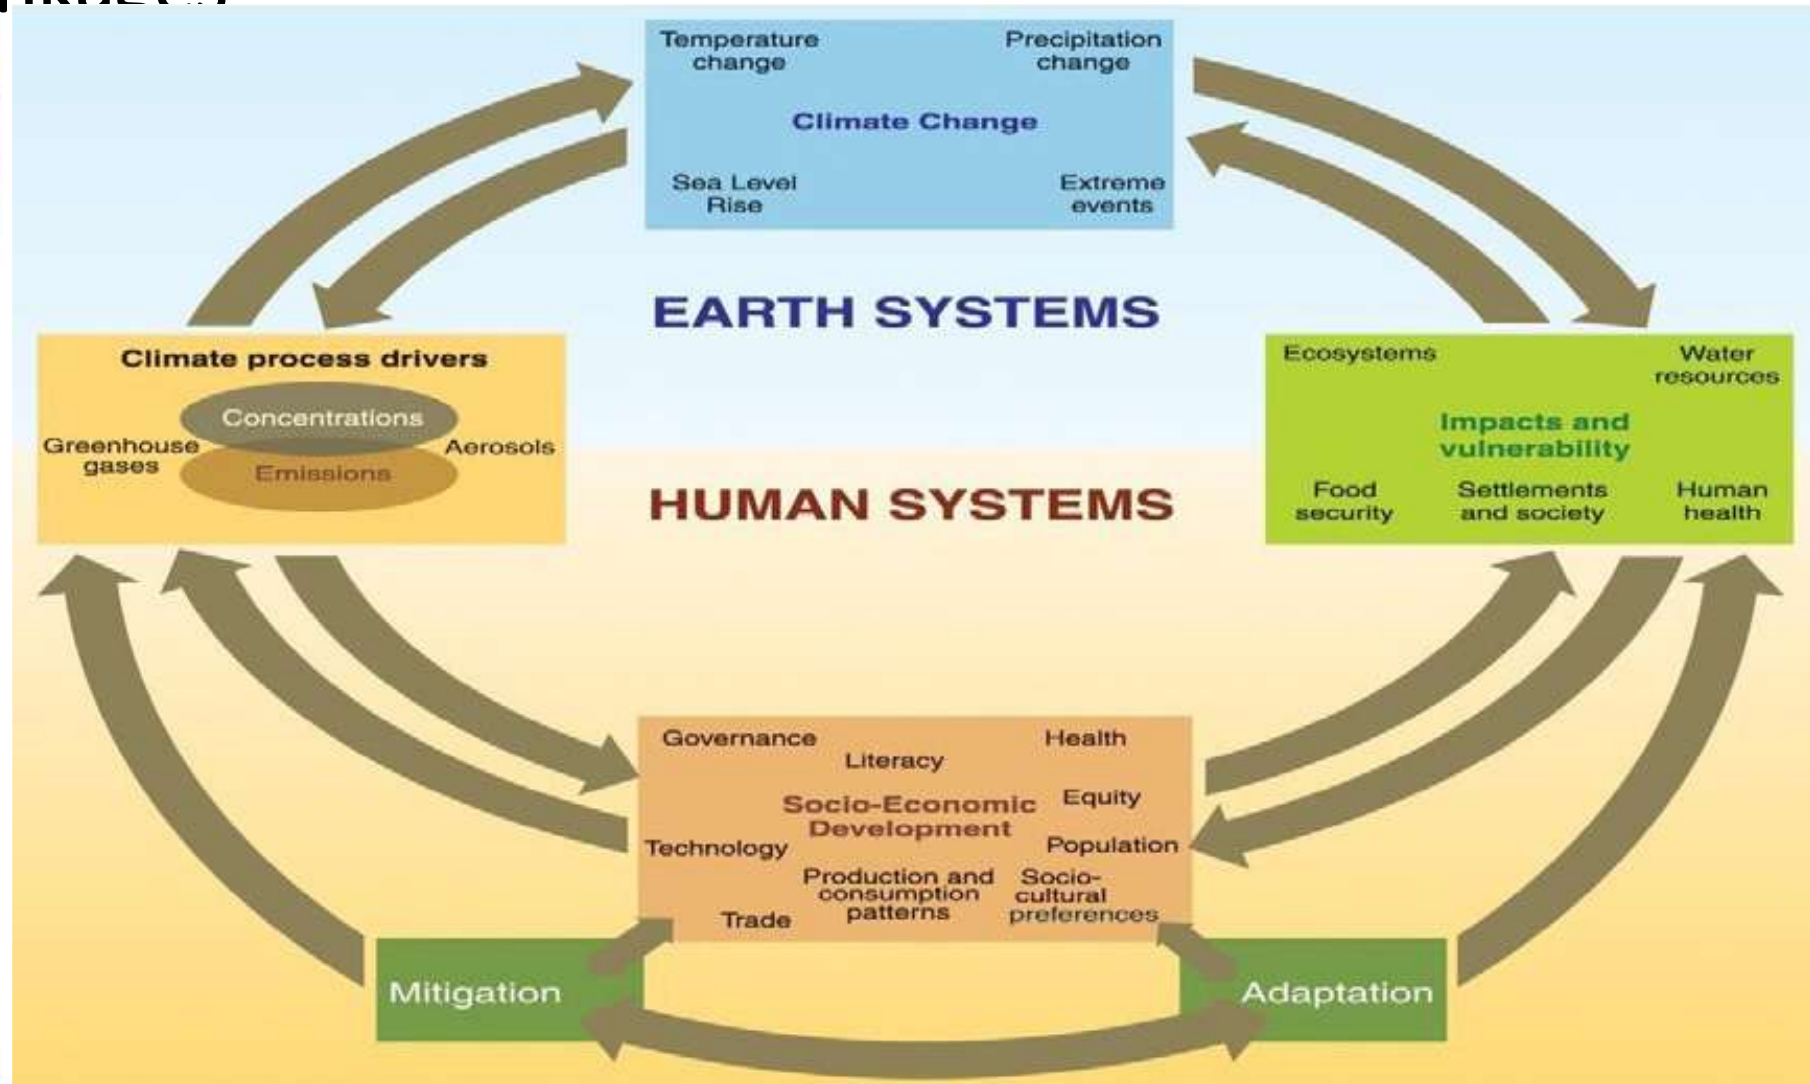 Temperature
change
Precipitation
change
Climate Change
Sea Level
Rise
Extreme
events
EARTH SYSTEMS
Climate process drivers
Concentrations
Greenhouse
gases
Aerosols
Emissions
Ecosystems
Water
resources
Impacts and
vulnerability
Food
security
Settlements
and society
Human
health
HUMAN SYSTEMS
Governance
Literacy
Health
Socio-Economic
Development
Equity
Technology
Population
Production and
consumption
patterns
Socio-
cultural
preferences
Trade
Mitigation
Adaptation